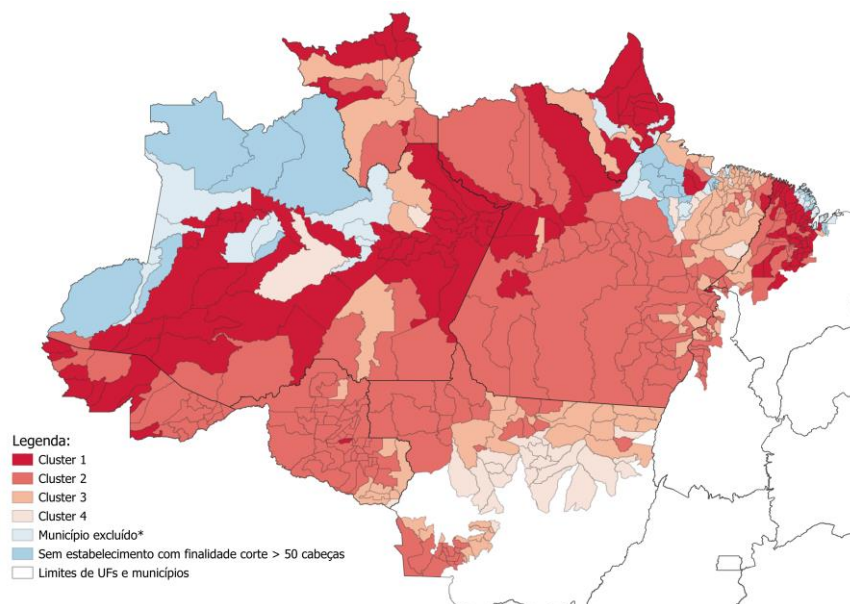 Legenda:
Cluster 1
Cluster 2
Cluster 3
Cluster 4
Município excluído*
Sem estabelecimento com finalidade corte > 50 cabeças
Limites de UFs e municípios